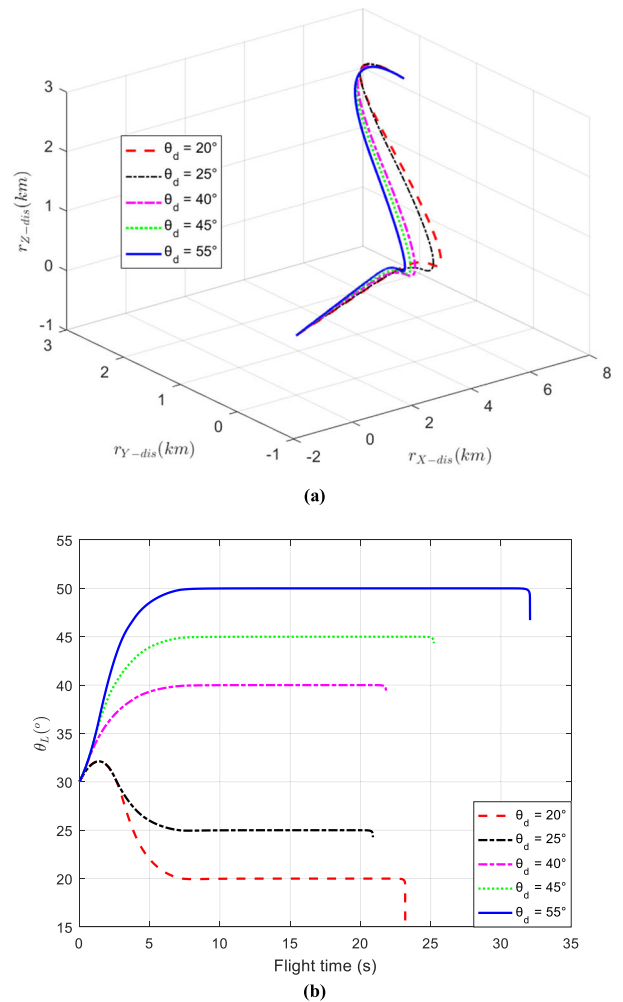 3
2
1
0
-1
r_{Z-dis}(km)
θ_d = 20°
θ_d = 25°
θ_d = 40°
θ_d = 45°
θ_d = 55°
3
2
1
0
-1
r_{Y-dis}(km)
-2
0
2
4
6
8
r_{X-dis}(km)
(a)
55
50
45
40
35
30
25
20
15
θ_L(°)
θ_d = 20°
θ_d = 25°
θ_d = 40°
θ_d = 45°
θ_d = 55°
0 5 10 15 20 25 30 35
Flight time (s)
(b)